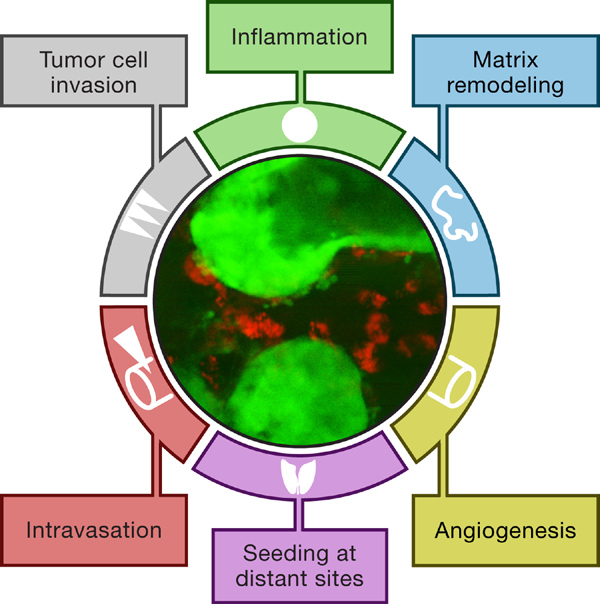 Inflammation
Tumor cell
invasion
Matrix
remodeling
Intravasation
Angiogenesis
Seeding at
distant sites